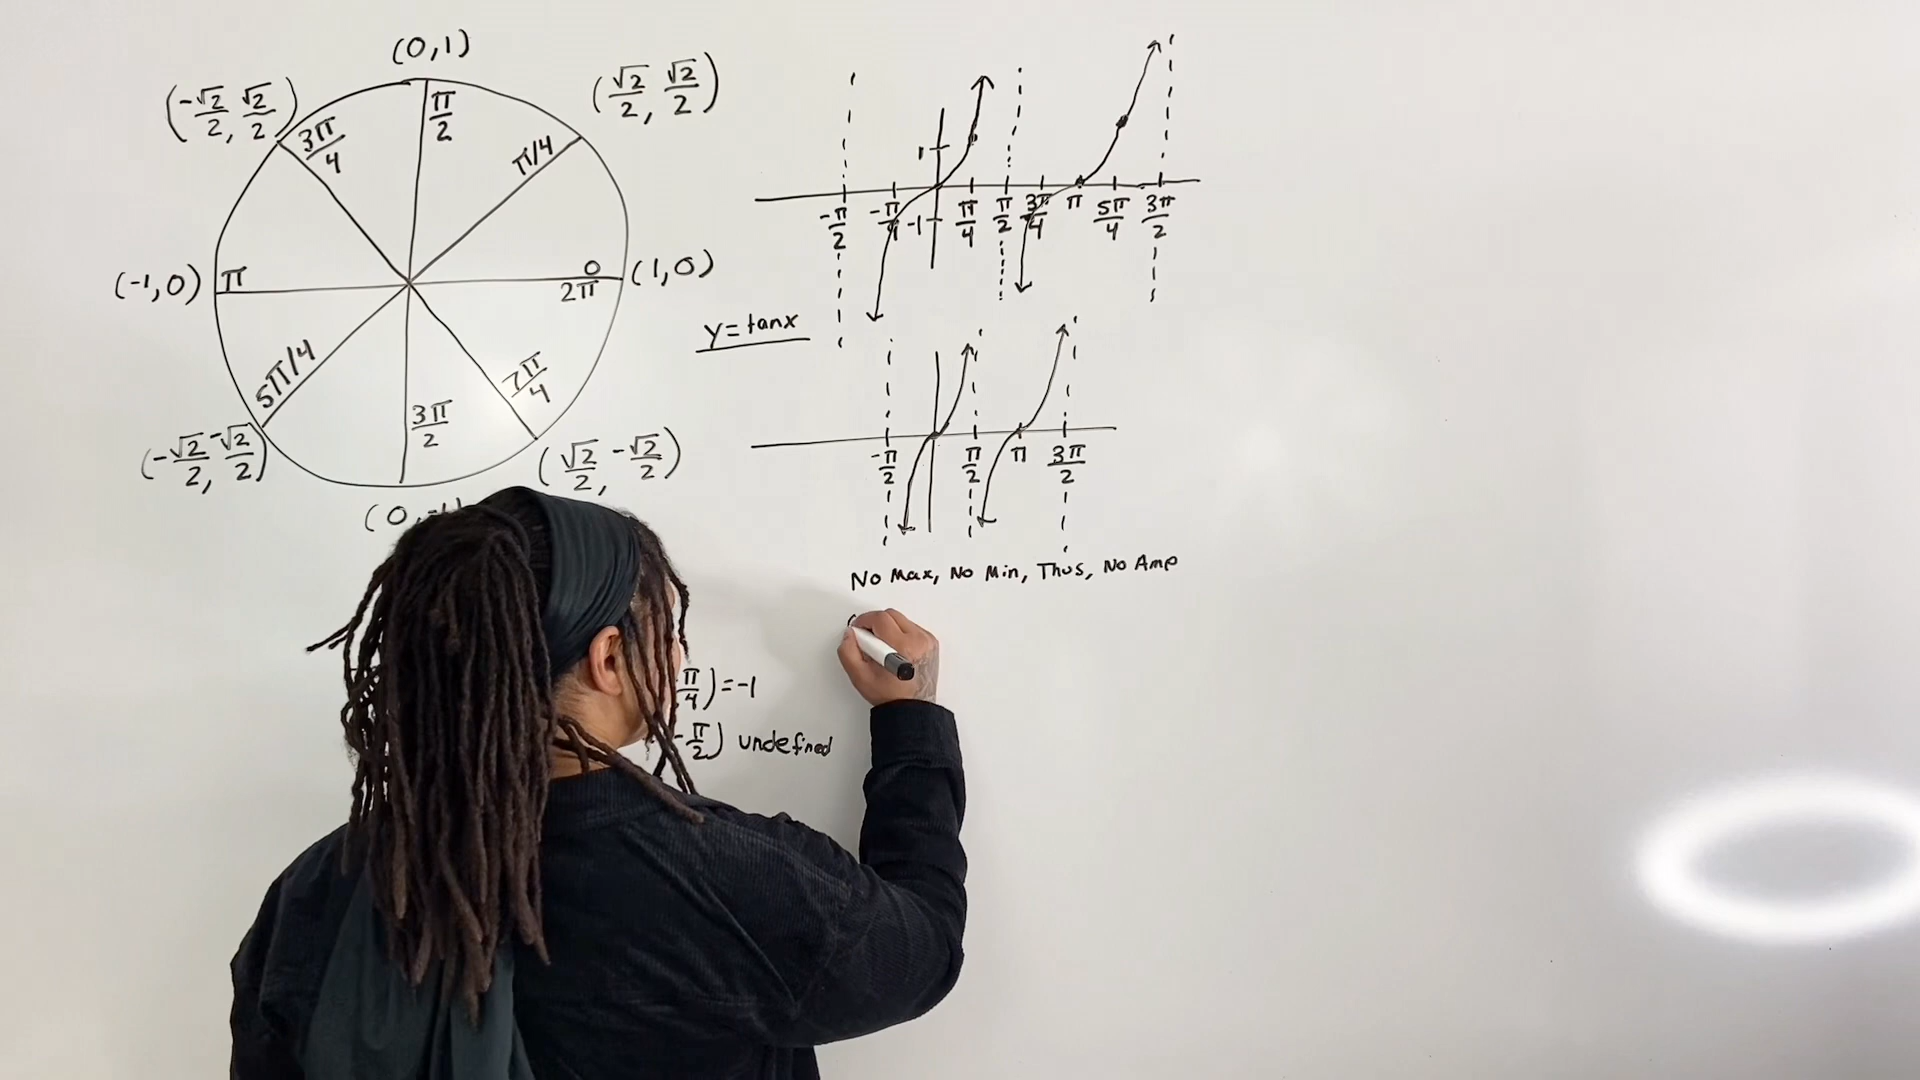 (0,1)
(-√2/2, √2/2)
(√2/2, √2/2)
3π/4
π/2
π/4
(-1,0)
π
0
2π
(1,0)
5π/4
3π/2
7π/4
(-√2/2, -√2/2)
(√2/2, -√2/2)
(0,-1)
1
-π/2 -π/4 -1 π/4 π/2 3π/4 π 5π/4 3π/2
y=tanx
-π/2 π/2 π 3π/2
No Max, No Min, Thus, No Amp
π/4)=-1
-π/2) undefined